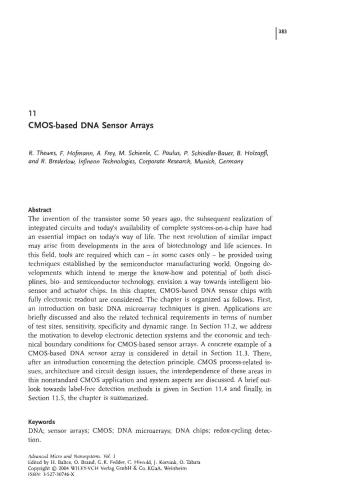 383
11
CMOS-based DNA Sensor Arrays
R. Thewes, F. Hofmann, A. Frey, M. Schienle, C. Paulus, P. Schindler-Bauer, B. Holzapfl,
and R. Brederlow, Infineon Technologies, Corporate Research, Munich, Germany
Abstract
The invention of the transistor some 50 years ago, the subsequent realization of
integrated circuits and today's availability of complete systems-on-a-chip have had
an essential impact on today's way of life. The next revolution of similar impact
may arise from developments in the area of biotechnology and life sciences. In
this field, tools are required which can – in some cases only – be provided using
techniques established by the semiconductor manufacturing world. Ongoing de-
velopments which intend to merge the know-how and potential of both disci-
plines, bio- and semiconductor technology, envision a way towards intelligent bio-
sensor and actuator chips. In this chapter, CMOS-based DNA sensor chips with
fully electronic readout are considered. The chapter is organized as follows. First,
an introduction on basic DNA microarray techniques is given. Applications are
briefly discussed and also the related technical requirements in terms of number
of test sites, sensitivity, specificity and dynamic range. In Section 11.2, we address
the motivation to develop electronic detection systems and the economic and tech-
nical boundary conditions for CMOS-based sensor arrays. A concrete example of a
CMOS-based DNA sensor array is considered in detail in Section 11.3. There,
after an introduction concerning the detection principle, CMOS process-related is-
sues, architecture and circuit design issues, the interdependence of these areas in
this nonstandard CMOS application and system aspects are discussed. A brief out-
look towards label-free detection methods is given in Section 11.4 and finally, in
Section 11.5, the chapter is summarized.
Keywords
DNA; sensor arrays; CMOS; DNA microarrays; DNA chips; redox-cycling detec-
tion.
Advanced Micro and Nanosystems. Vol. 1
Edited by H. Baltes, O. Brand, G. K. Fedder, C. Hierold, J. Korvink, O. Tabata
Copyright © 2004 WILEY-VCH Verlag GmbH & Co. KGaA, Weinheim
ISBN: 3-527-30746-X